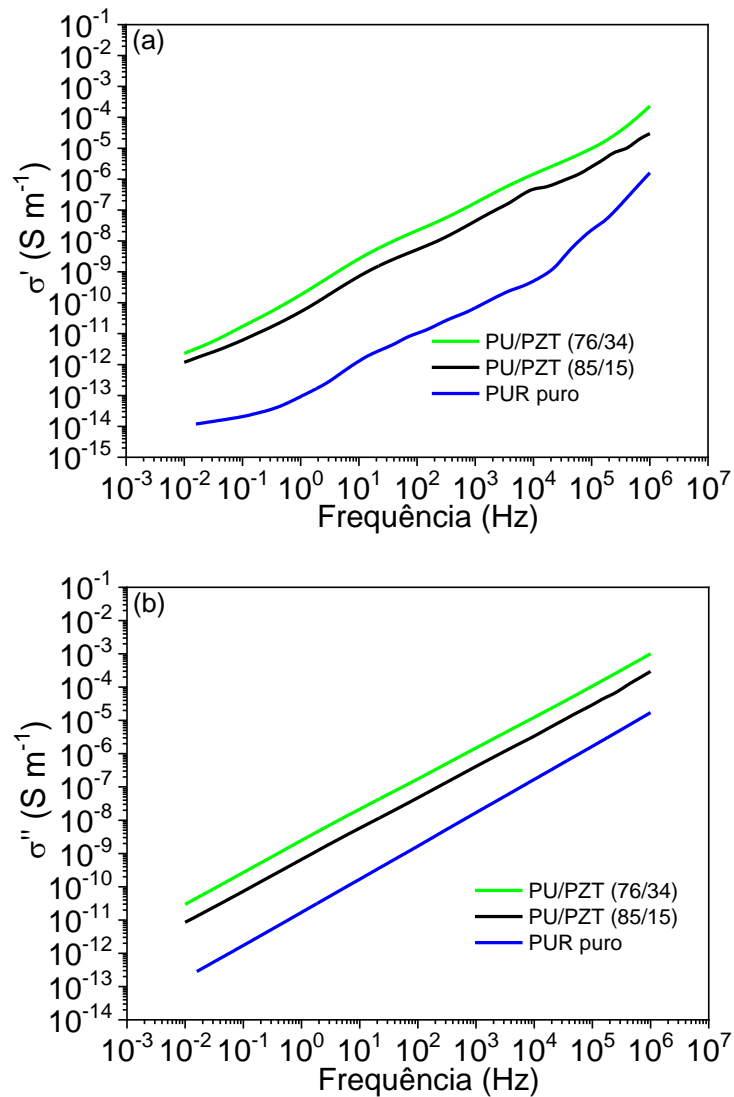 (a)
10^-1
10^-2
10^-3
10^-4
10^-5
10^-6
10^-7
10^-8
10^-9
10^-10
10^-11
10^-12
10^-13
10^-14
10^-15
σ' (S m^-1)
PU/PZT (76/34)
PU/PZT (85/15)
PUR puro
10^-3 10^-2 10^-1 10^0 10^1 10^2 10^3 10^4 10^5 10^6 10^7
Frequência (Hz)
(b)
10^-1
10^-2
10^-3
10^-4
10^-5
10^-6
10^-7
10^-8
10^-9
10^-10
10^-11
10^-12
10^-13
10^-14
σ'' (S m^-1)
PU/PZT (76/34)
PU/PZT (85/15)
PUR puro
10^-3 10^-2 10^-1 10^0 10^1 10^2 10^3 10^4 10^5 10^6 10^7
Frequência (Hz)